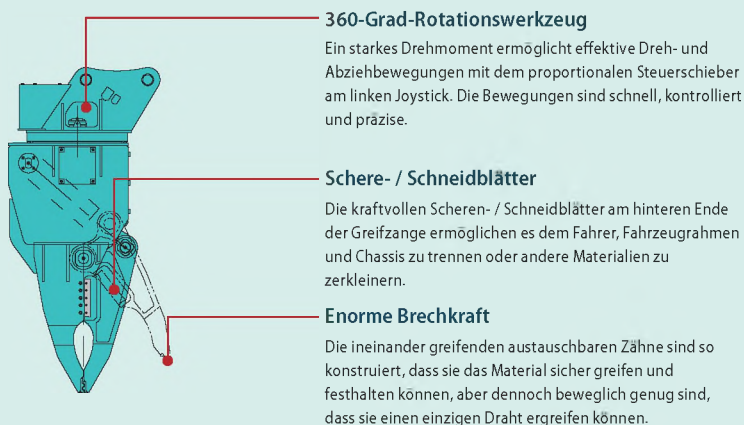 360-Grad-Rotationswerkzeug
Ein starkes Drehmoment ermöglicht effektive Dreh- und
Abziehbewegungen mit dem proportionalen Steuerschieber
am linken Joystick. Die Bewegungen sind schnell, kontrolliert
und präzise.
Schere- / Schneidblätter
Die kraftvollen Scheren- / Schneidblätter am hinteren Ende
der Greifzange ermöglichen es dem Fahrer, Fahrzeugrahmen
und Chassis zu trennen oder andere Materialien zu
zerkleinern.
Enorme Brechkraft
Die ineinander greifenden austauschbaren Zähne sind so
konstruiert, dass sie das Material sicher greifen und
festhalten können, aber dennoch beweglich genug sind,
dass sie einen einzigen Draht ergreifen können.